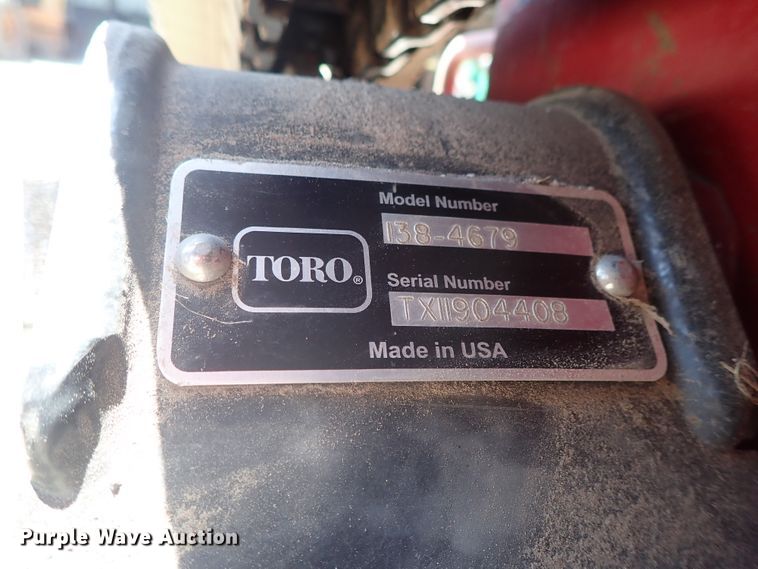 Model Number
138-4679
TORO®
Serial Number
TX11904408
Made in USA
Purple Wave Auction